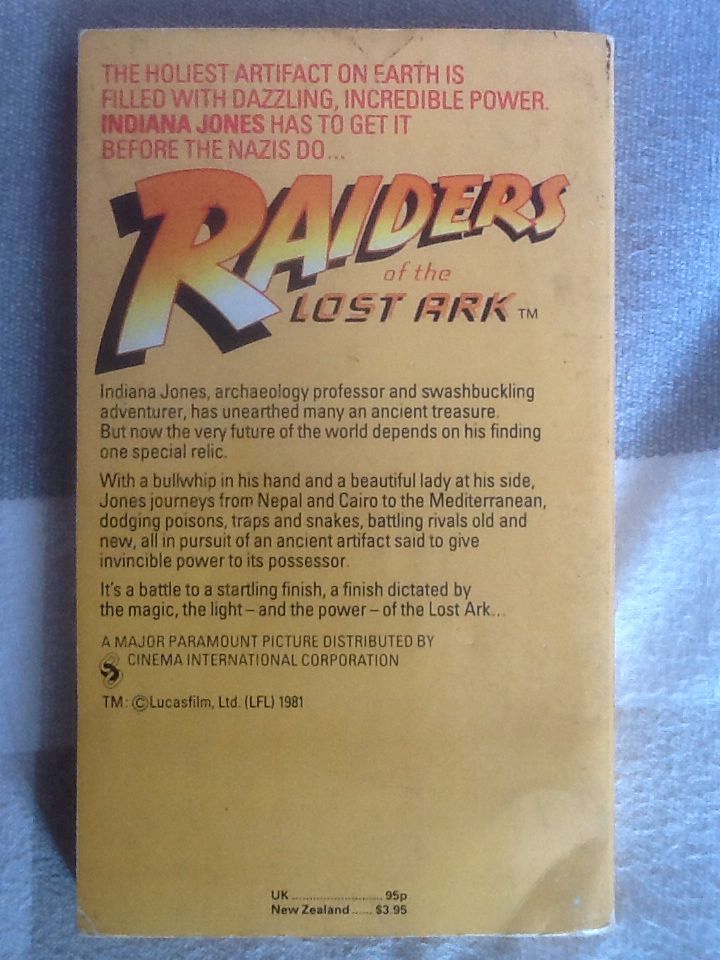 THE HOLIEST ARTIFACT ON EARTH IS
FILLED WITH DAZZLING, INCREDIBLE POWER.
INDIANA JONES HAS TO GET IT
BEFORE THE NAZIS DO...
RAIDERS
of the
LOST ARK TM
Indiana Jones, archaeology professor and swashbuckling
adventurer, has unearthed many an ancient treasure.
But now the very future of the world depends on his finding
one special relic.
With a bullwhip in his hand and a beautiful lady at his side,
Jones journeys from Nepal and Cairo to the Mediterranean,
dodging poisons, traps and snakes, battling rivals old and
new, all in pursuit of an ancient artifact said to give
invincible power to its possessor.
It's a battle to a startling finish, a finish dictated by
the magic, the light – and the power – of the Lost Ark...
A MAJOR PARAMOUNT PICTURE DISTRIBUTED BY
CINEMA INTERNATIONAL CORPORATION
TM: ©Lucasfilm, Ltd. (LFL) 1981
UK .......................... 95p
New Zealand ...... $3.95